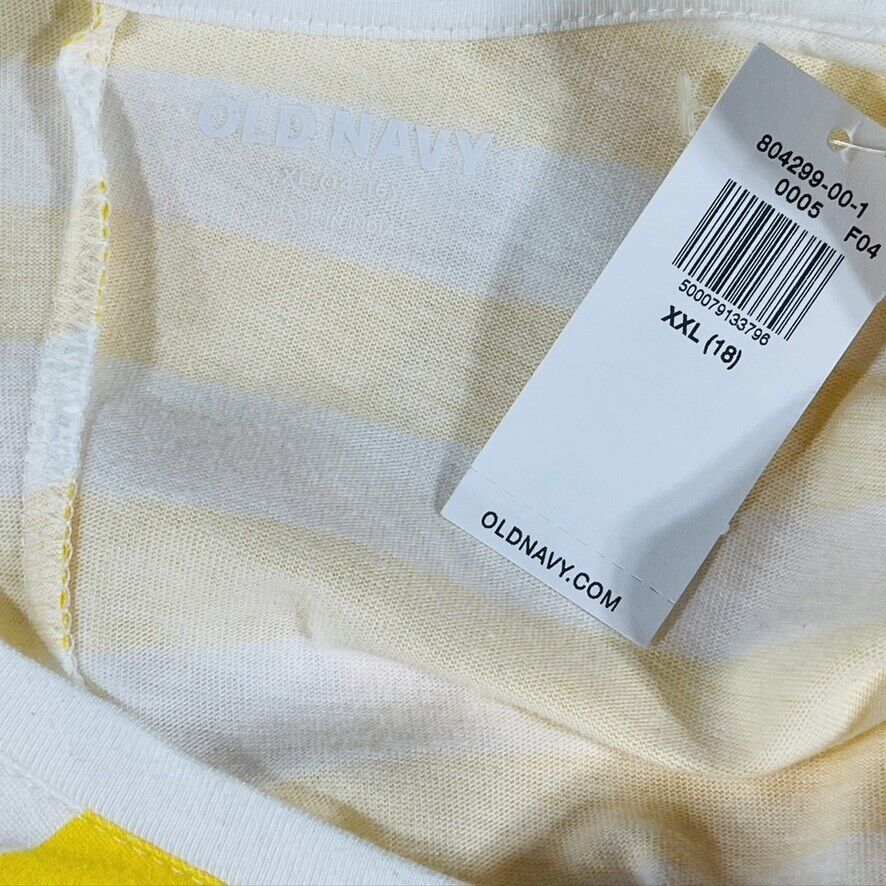 OLD NAVY
804299-00-1
0005 F04
500079133796
XXL (18)
OLDNAVY.COM